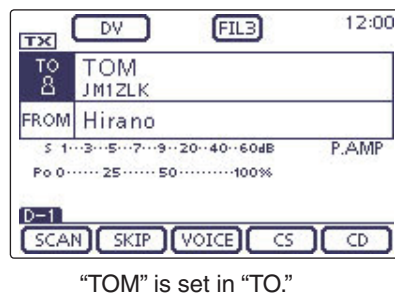 DV FIL3 12:00
TX
TO TOM
8 JM1ZLK
FROM Hirano
S 1··3··5··7··9··20··40··60dB P.AMP
Po 0······25······50·········100%
D-1
SCAN SKIP VOICE CS CD
“TOM” is set in “TO.”